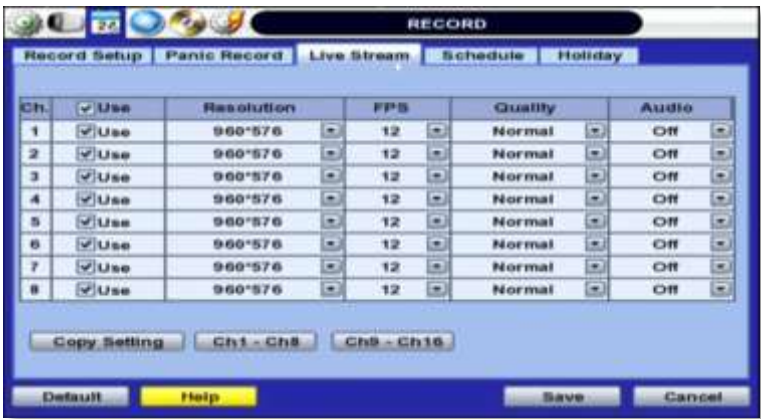 RECORD
Record Setup Panic Record Live Stream Schedule Holiday
Ch. Use Resolution FPS Quality Audio
1 Use 960*576 12 Normal Off
2 Use 960*576 12 Normal Off
3 Use 960*576 12 Normal Off
4 Use 960*576 12 Normal Off
5 Use 960*576 12 Normal Off
6 Use 960*576 12 Normal Off
7 Use 960*576 12 Normal Off
8 Use 960*576 12 Normal Off
Copy Setting Ch1 - Ch8 Ch9 - Ch16
Default Help Save Cancel